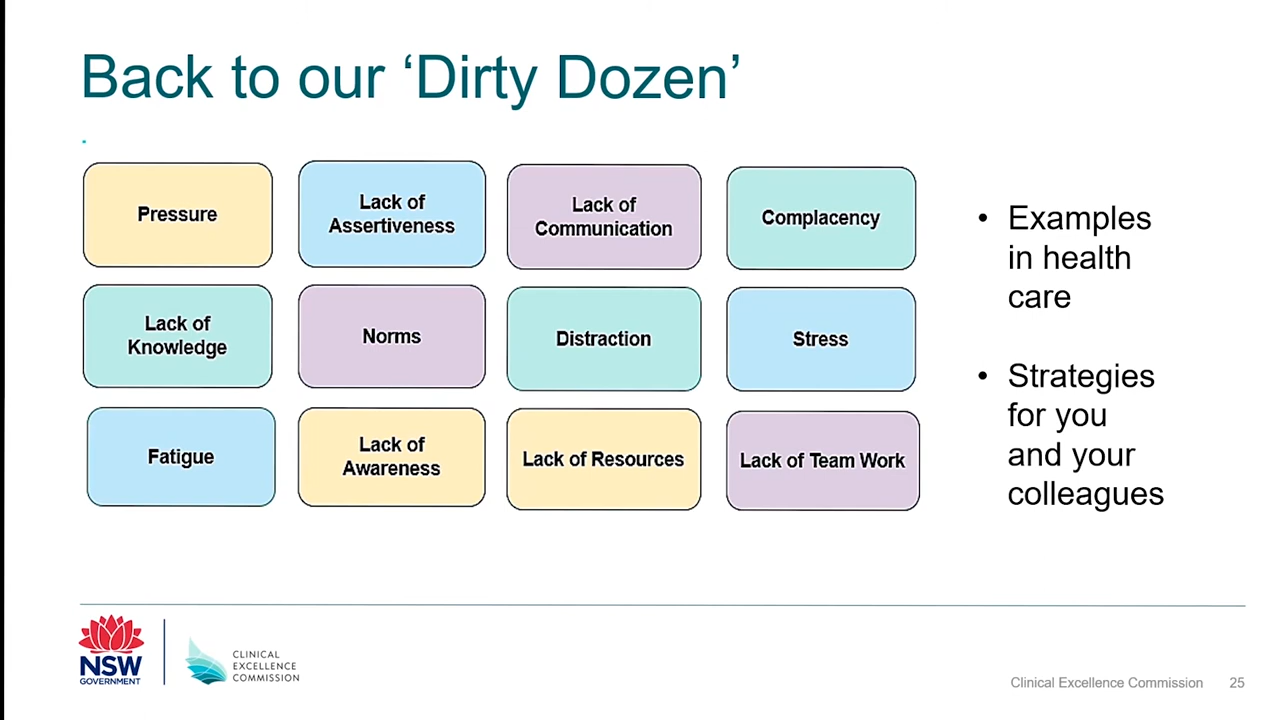 Back to our ‘Dirty Dozen’
.
Pressure
Lack of
Assertiveness
Lack of
Communication
Complacency
Lack of
Knowledge
Norms
Distraction
Stress
Fatigue
Lack of
Awareness
Lack of Resources
Lack of Team Work
• Examples
in health
care
• Strategies
for you
and your
colleagues
NSW
GOVERNMENT
CLINICAL
EXCELLENCE
COMMISSION
Clinical Excellence Commission 25